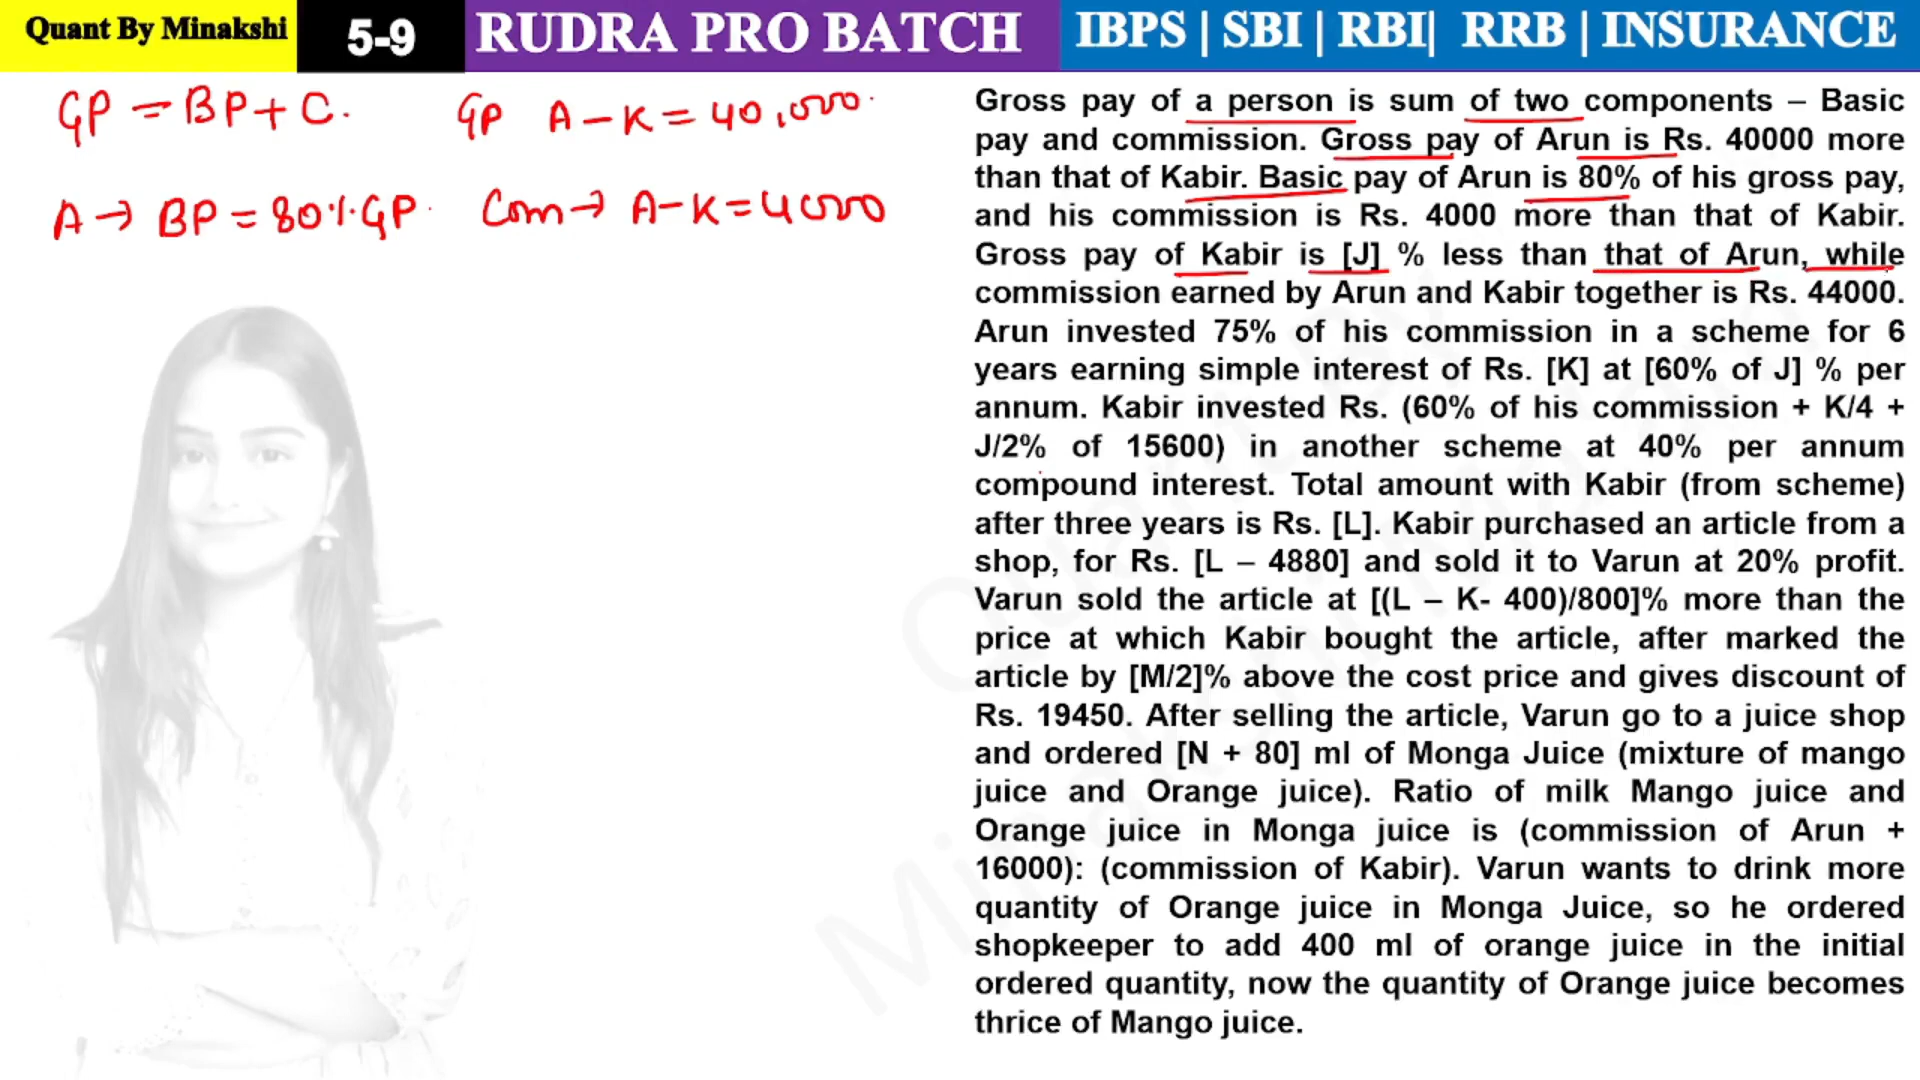 Quant By Minakshi
5-9
RUDRA PRO BATCH
IBPS | SBI | RBI| RRB | INSURANCE
GP = BP + C.
GP A - K = 40,000.
A → BP = 80% GP.
Com → A - K = 4000
Gross pay of a person is sum of two components – Basic
pay and commission. Gross pay of Arun is Rs. 40000 more
than that of Kabir. Basic pay of Arun is 80% of his gross pay,
and his commission is Rs. 4000 more than that of Kabir.
Gross pay of Kabir is [J] % less than that of Arun, while
commission earned by Arun and Kabir together is Rs. 44000.
Arun invested 75% of his commission in a scheme for 6
years earning simple interest of Rs. [K] at [60% of J] % per
annum. Kabir invested Rs. (60% of his commission + K/4 +
J/2% of 15600) in another scheme at 40% per annum
compound interest. Total amount with Kabir (from scheme)
after three years is Rs. [L]. Kabir purchased an article from a
shop, for Rs. [L – 4880] and sold it to Varun at 20% profit.
Varun sold the article at [(L – K- 400)/800]% more than the
price at which Kabir bought the article, after marked the
article by [M/2]% above the cost price and gives discount of
Rs. 19450. After selling the article, Varun go to a juice shop
and ordered [N + 80] ml of Monga Juice (mixture of mango
juice and Orange juice). Ratio of milk Mango juice and
Orange juice in Monga juice is (commission of Arun +
16000): (commission of Kabir). Varun wants to drink more
quantity of Orange juice in Monga Juice, so he ordered
shopkeeper to add 400 ml of orange juice in the initial
ordered quantity, now the quantity of Orange juice becomes
thrice of Mango juice.